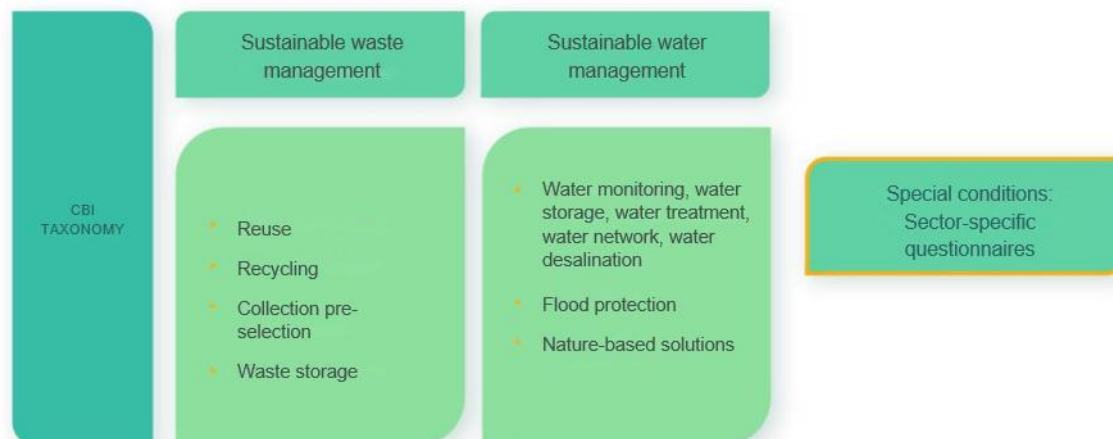 CBI
TAXONOMY
Sustainable waste
management
Reuse
Recycling
Collection pre-
selection
Waste storage
Sustainable water
management
Water monitoring, water
storage, water treatment,
water network, water
desalination
Flood protection
Nature-based solutions
Special conditions:
Sector-specific
questionnaires